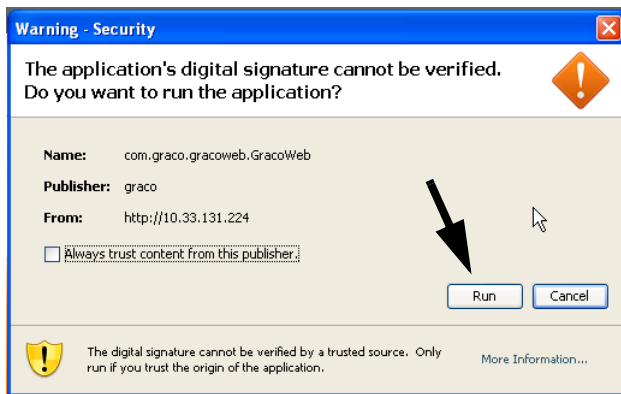 Warning - Security
The application's digital signature cannot be verified.
Do you want to run the application?
Name: com.graco.gracoweb.GracoWeb
Publisher: graco
From: http://10.33.131.224
Always trust content from this publisher.
Run Cancel
The digital signature cannot be verified by a trusted source. Only
run if you trust the origin of the application.
More Information...